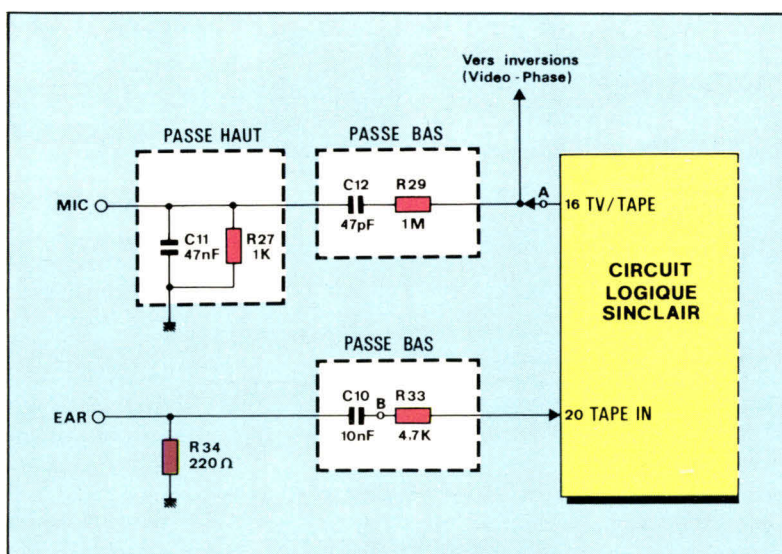 Vers inversions
(Video - Phase)
PASSE HAUT
PASSE BAS
MIC
C11
47nF
R27
1K
C12
47pF
R29
1M
A
16 TV/TAPE
CIRCUIT
LOGIQUE
SINCLAIR
PASSE BAS
EAR
R34
220 Ω
C10
10nF
B
R33
4,7K
20 TAPE IN